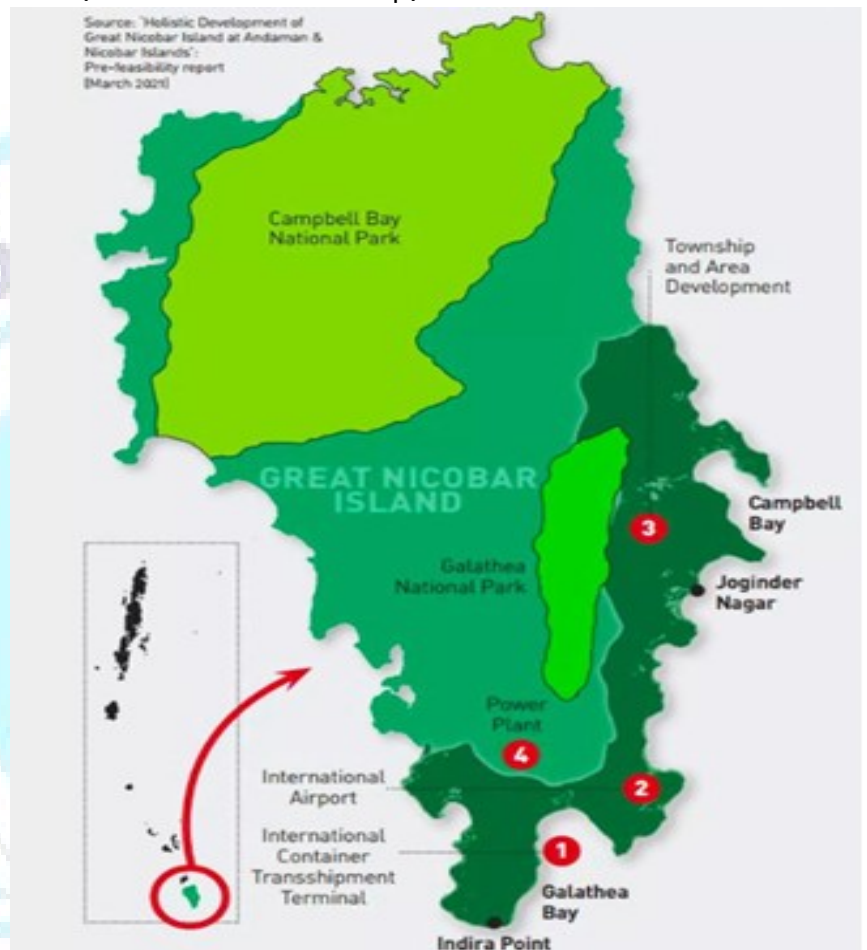 Source: 'Holistic Development of
Great Nicobar Island at Andaman &
Nicobar Islands':
Pre-feasibility report
(March 2021)
Campbell Bay
National Park
Township
and Area
Development
GREAT NICOBAR
ISLAND
3
Campbell
Bay
Galathea
National Park
Joginder
Nagar
Power
Plant
4
International
Airport
2
International
Container
Transshipment
Terminal
1
Galathea
Bay
Indira Point